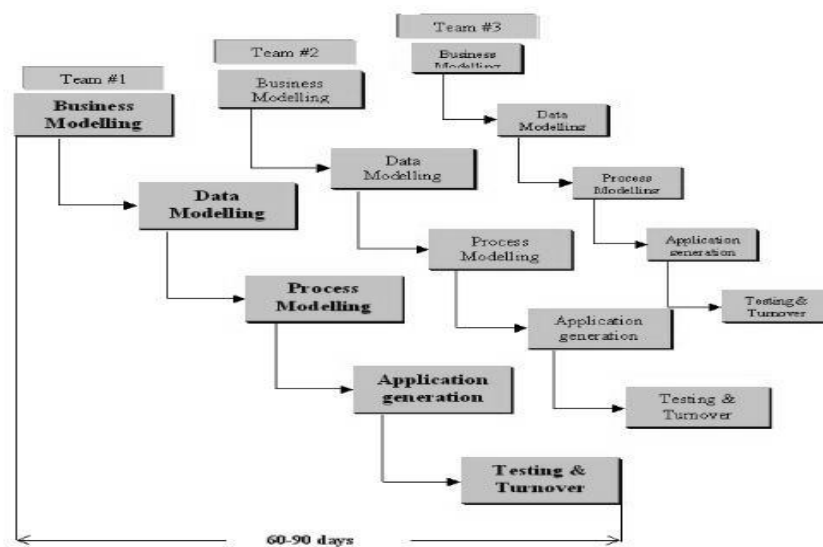 Team #1
Business
Modelling
Data
Modelling
Process
Modelling
Application
generation
Testing &
Turnover
Team #2
Business
Modelling
Data
Modelling
Process
Modelling
Application
generation
Testing &
Turnover
Team #3
Business
Modelling
Data
Modelling
Process
Modelling
Application
generation
Testing &
Turnover
60-90 days